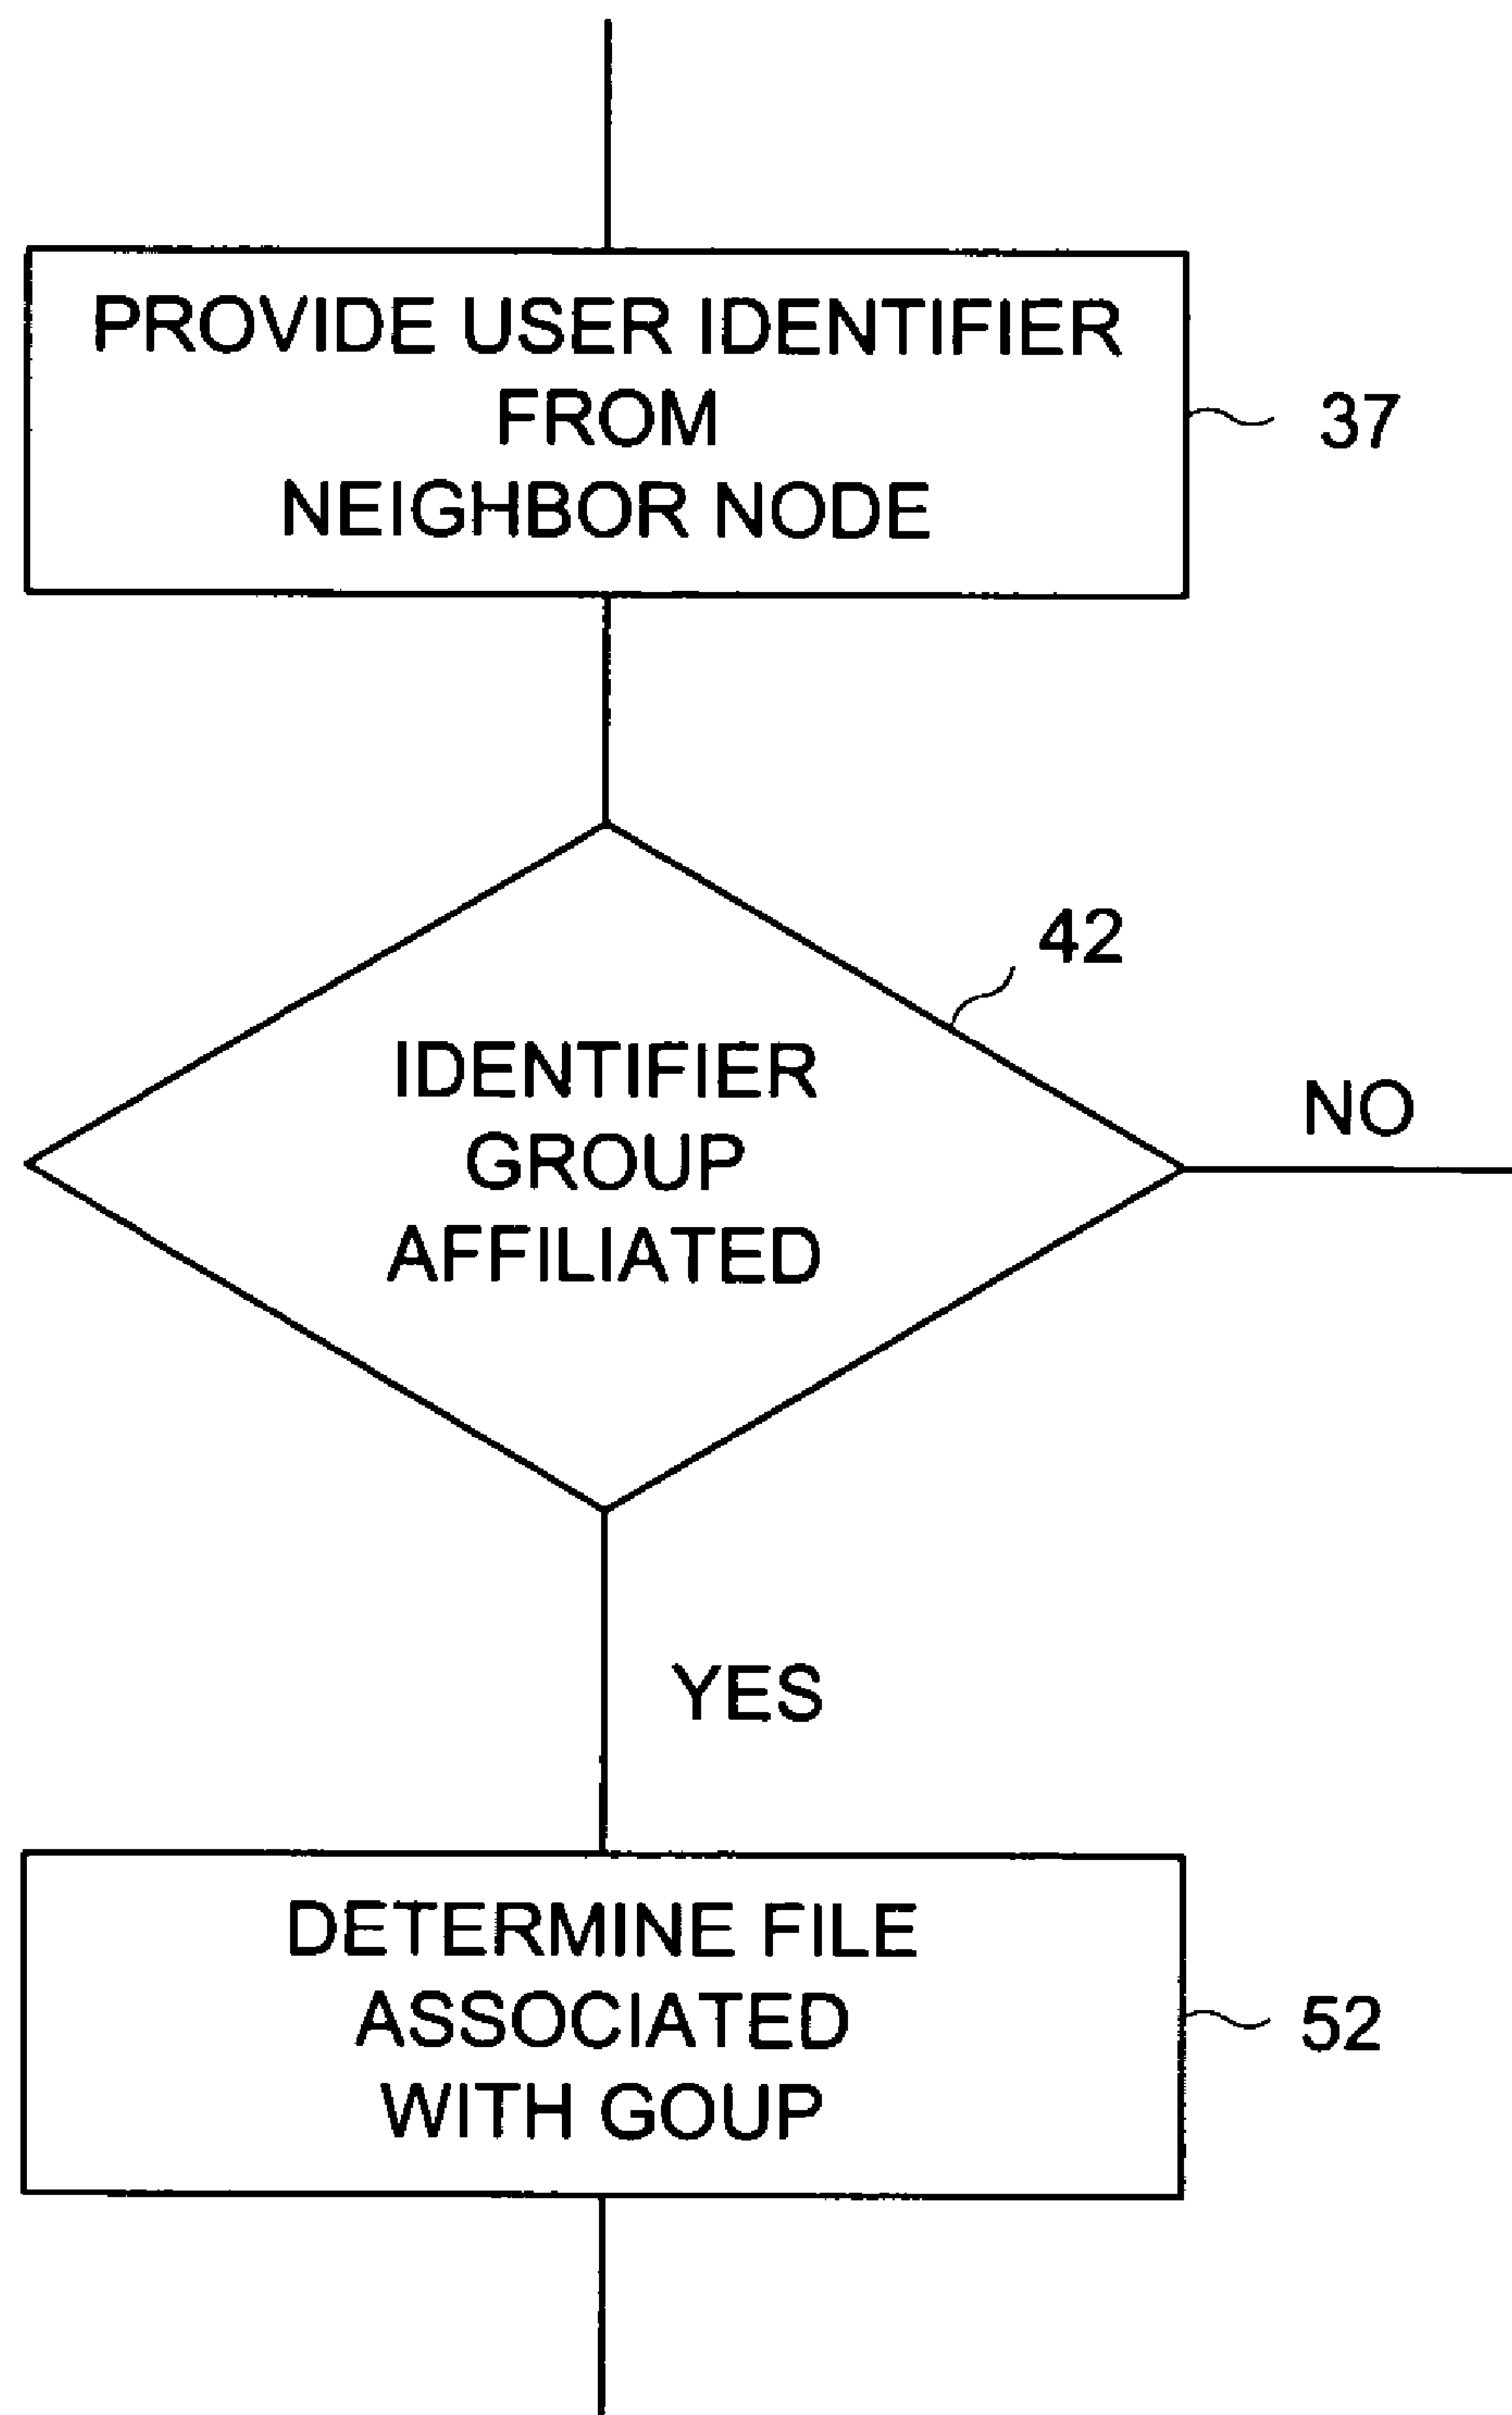 PROVIDE USER IDENTIFIER
FROM
NEIGHBOR NODE
37
42
IDENTIFIER
GROUP
AFFILIATED
NO
YES
DETERMINE FILE
ASSOCIATED
WITH GOUP
52